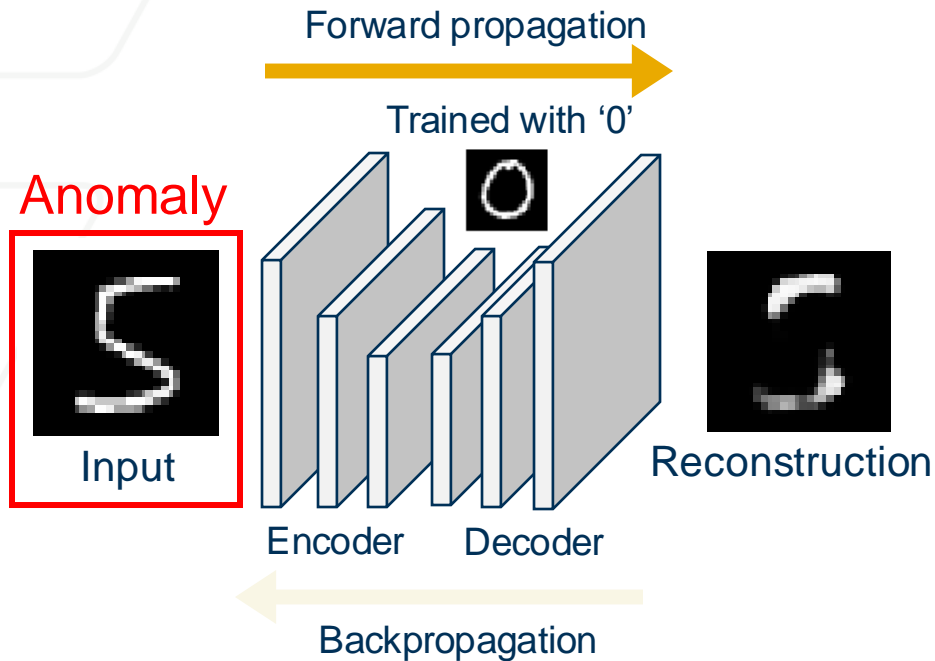 Forward propagation
Trained with ‘0’
Anomaly
Input
Reconstruction
Encoder
Decoder
Backpropagation